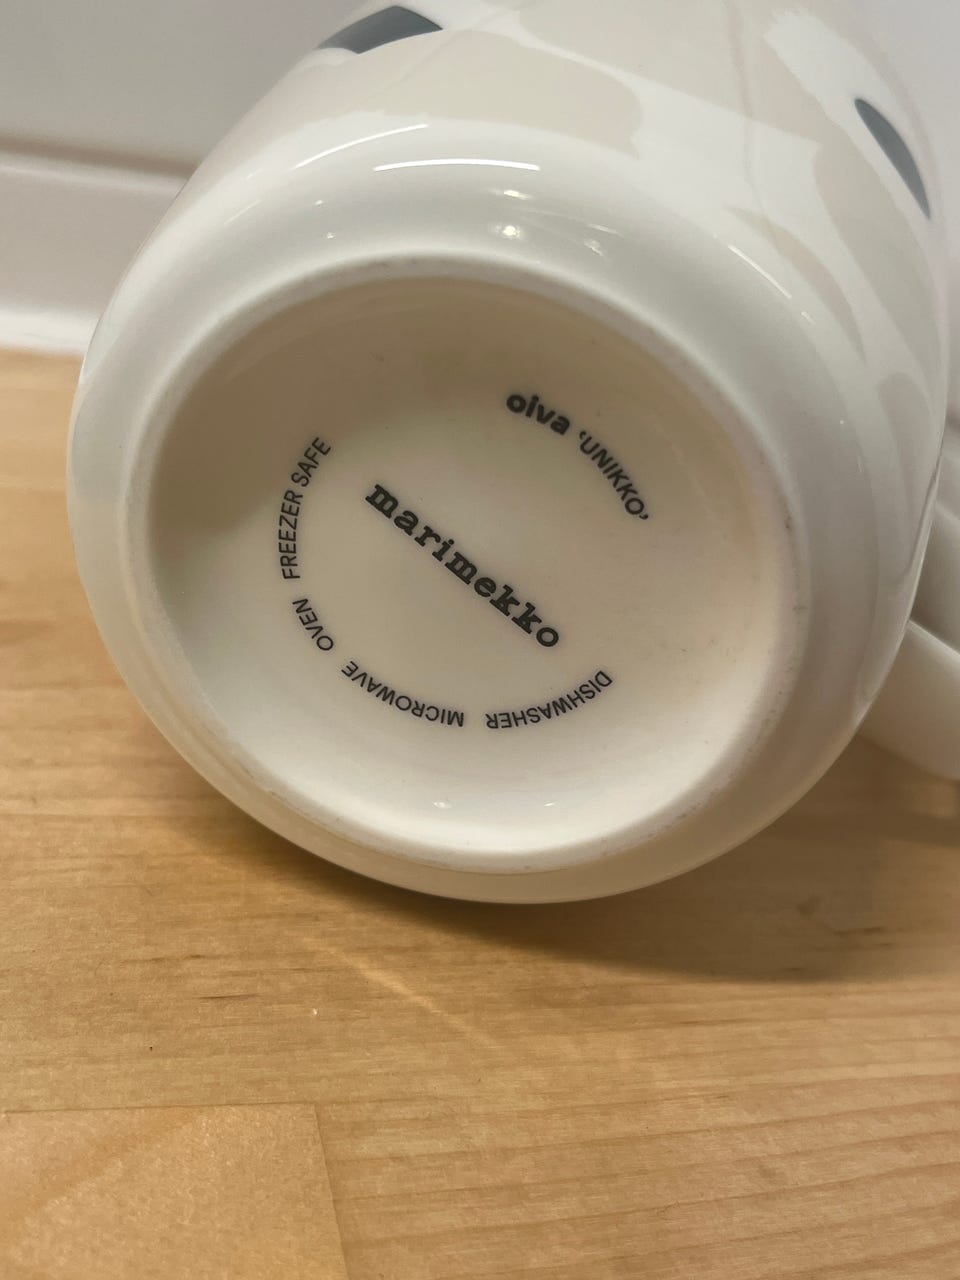 oiva ‘UNIKKO’
marimekko
DISHWASHER MICROWAVE OVEN FREEZER SAFE